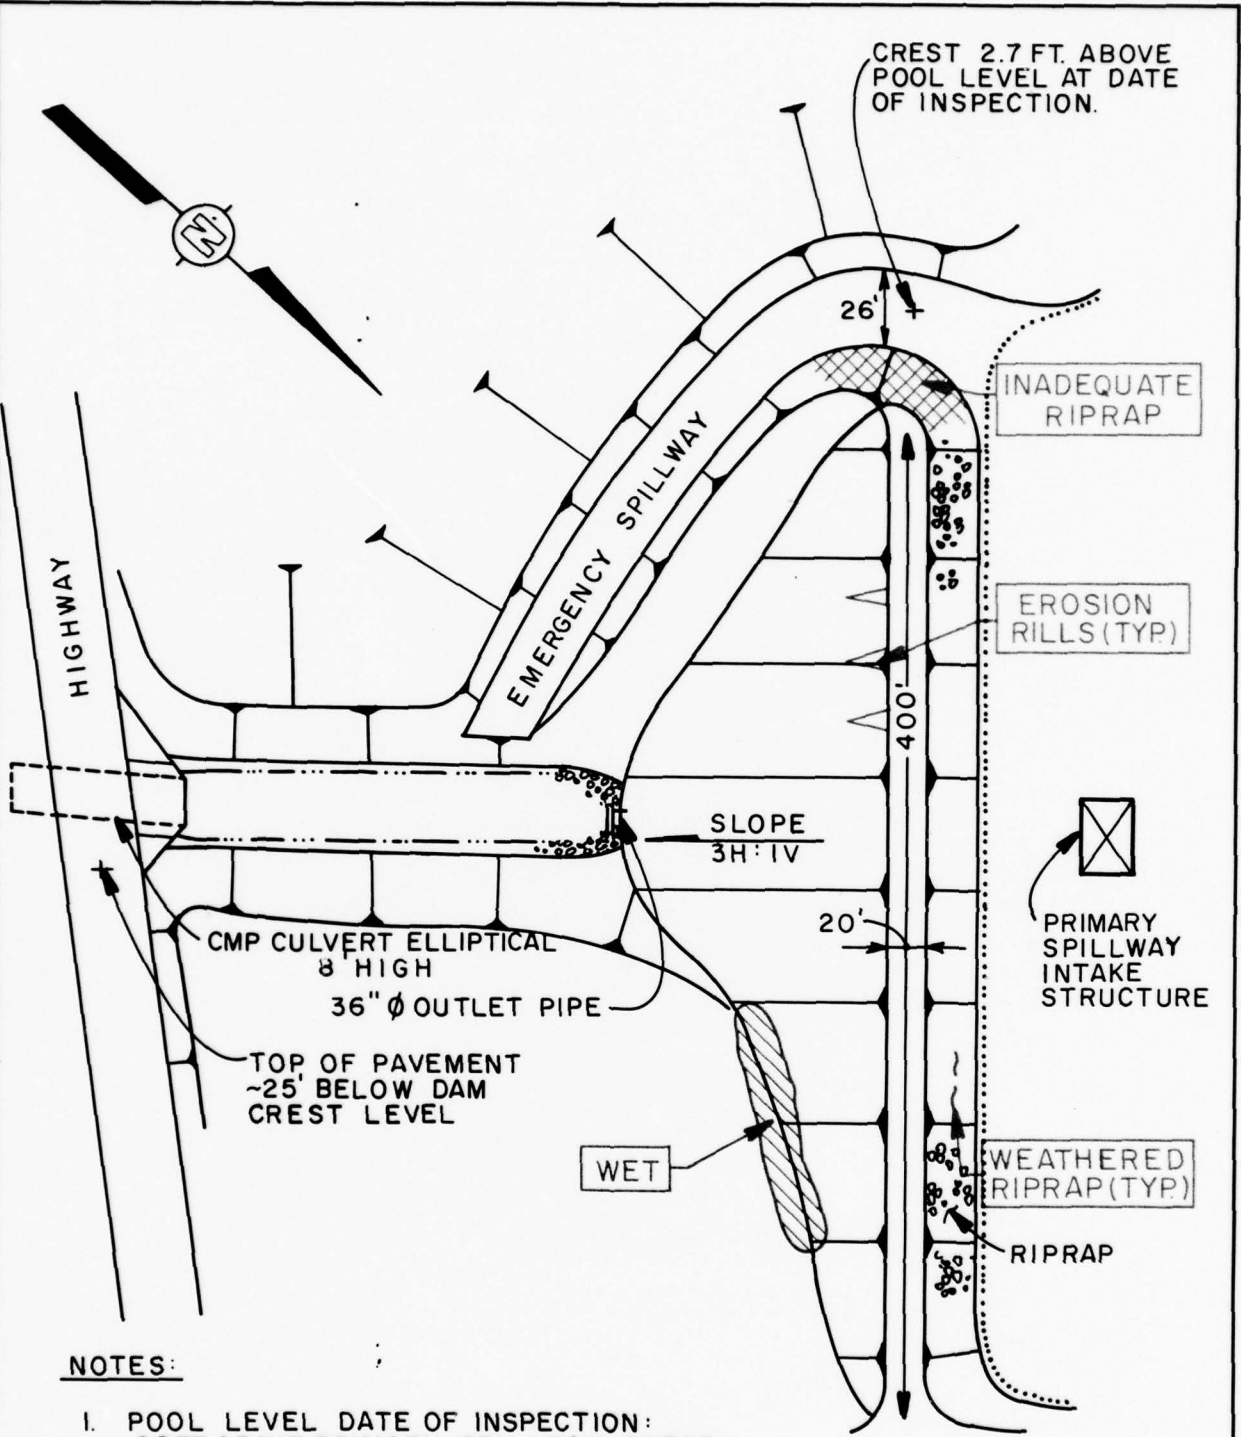 CREST 2.7 FT. ABOVE
POOL LEVEL AT DATE
OF INSPECTION.
N
26'
INADEQUATE
RIPRAP
EMERGENCY SPILLWAY
HIGHWAY
EROSION
RILLS (TYP.)
400'
SLOPE
3H:1V
20'
PRIMARY
SPILLWAY
INTAKE
STRUCTURE
CMP CULVERT ELLIPTICAL
8' HIGH
36" Ø OUTLET PIPE
TOP OF PAVEMENT
~25' BELOW DAM
CREST LEVEL
WET
WEATHERED
RIPRAP (TYP.)
RIPRAP
NOTES:
1. POOL LEVEL DATE OF INSPECTION: